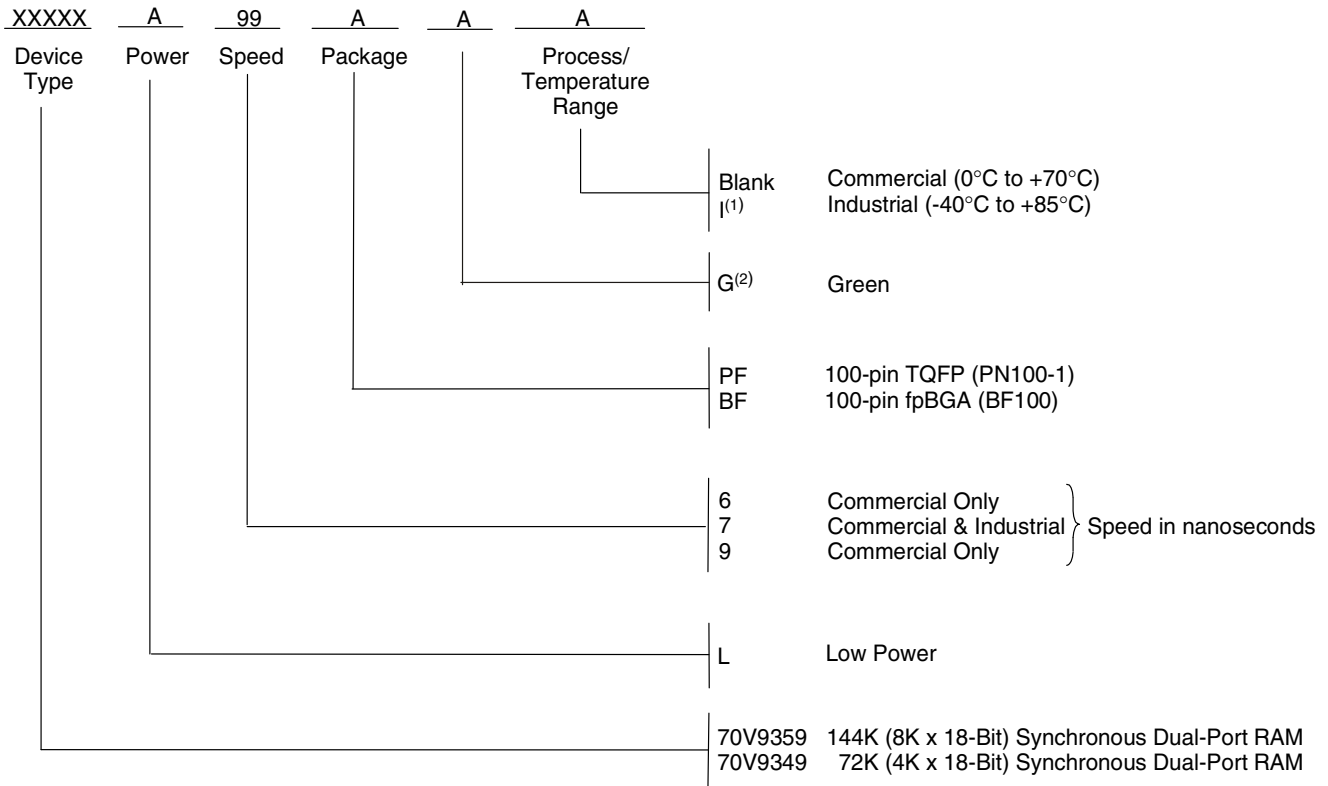 XXXXX A 99 A A A
Device Type Power Speed Package Process/ Temperature Range
Blank Commercial (0°C to +70°C)
I(1) Industrial (-40°C to +85°C)
G(2) Green
PF 100-pin TQFP (PN100-1)
BF 100-pin fpBGA (BF100)
6 Commercial Only
7 Commercial & Industrial Speed in nanoseconds
9 Commercial Only
L Low Power
70V9359 144K (8K x 18-Bit) Synchronous Dual-Port RAM
70V9349 72K (4K x 18-Bit) Synchronous Dual-Port RAM